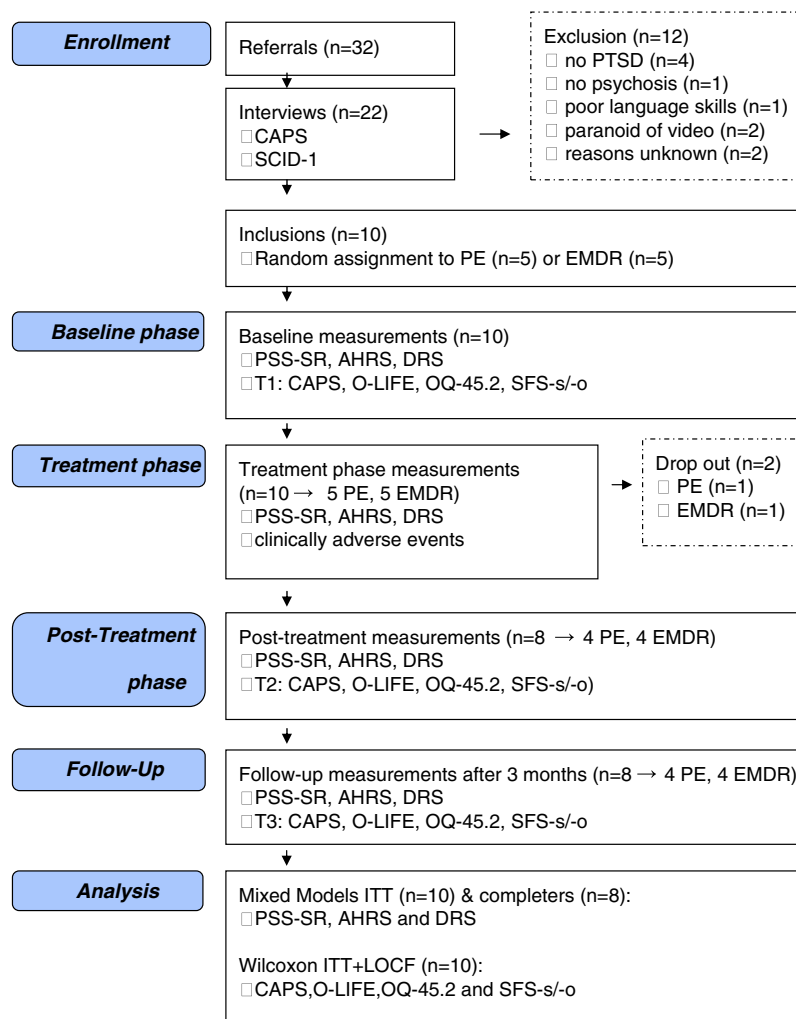 Enrollment
Referrals (n=32)
Interviews (n=22)
□CAPS
□SCID-1
Exclusion (n=12)
□ no PTSD (n=4)
□ no psychosis (n=1)
□ poor language skills (n=1)
□ paranoid of video (n=2)
□ reasons unknown (n=2)
Inclusions (n=10)
□Random assignment to PE (n=5) or EMDR (n=5)
Baseline phase
Baseline measurements (n=10)
□PSS-SR, AHRS, DRS
□T1: CAPS, O-LIFE, OQ-45.2, SFS-s/-o
Treatment phase
Treatment phase measurements
(n=10 → 5 PE, 5 EMDR)
□PSS-SR, AHRS, DRS
□clinically adverse events
Drop out (n=2)
□ PE (n=1)
□ EMDR (n=1)
Post-Treatment
phase
Post-treatment measurements (n=8 → 4 PE, 4 EMDR)
□PSS-SR, AHRS, DRS
□T2: CAPS, O-LIFE, OQ-45.2, SFS-s/-o)
Follow-Up
Follow-up measurements after 3 months (n=8 → 4 PE, 4 EMDR)
□PSS-SR, AHRS, DRS
□T3: CAPS, O-LIFE, OQ-45.2, SFS-s/-o
Analysis
Mixed Models ITT (n=10) & completers (n=8):
□PSS-SR, AHRS and DRS
Wilcoxon ITT+LOCF (n=10):
□CAPS,O-LIFE,OQ-45.2 and SFS-s/-o